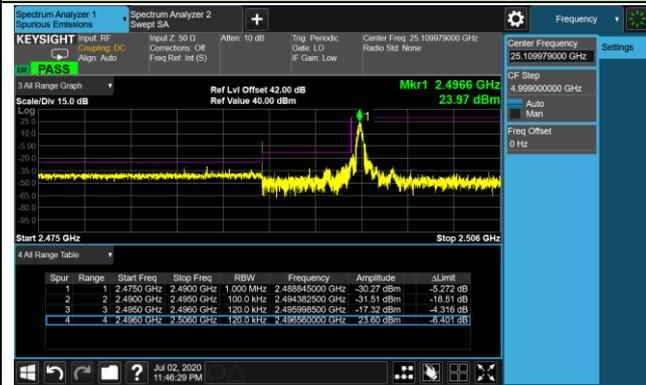 Spectrum Analyzer 1
Spurious Emissions
Spectrum Analyzer 2
Swept SA
+
Frequency
KEYSIGHT
Input: RF
Coupling: DC
Align: Auto
Input Z: 50 Ω
Corrections: Off
Freq Ref: Int (S)
Atten: 10 dB
Trig: Periodic
Gate: LO
IF Gain: Low
Center Freq: 25.109979000 GHz
Radio Std: None
PASS
Center Frequency
25.109979000 GHz
Settings
CF Step
4.999000000 GHz
Auto
Man
Freq Offset
0 Hz
3 All Range Graph
Scale/Div 15.0 dB
Ref Lvl Offset 42.00 dB
Ref Value 40.00 dBm
Mkr1 2.4966 GHz
23.97 dBm
Log
25.0
10.0
-5.00
-20.0
-35.0
-50.0
-65.0
-80.0
-95.0
1
Start 2.475 GHz
Stop 2.506 GHz
4 All Range Table
Spur Range Start Freq Stop Freq RBW Frequency Amplitude ΔLimit
1 1 2.4750 GHz 2.4900 GHz 1.000 MHz 2.488845000 GHz -30.27 dBm -5.272 dB
2 2 2.4900 GHz 2.4950 GHz 100.0 kHz 2.494382500 GHz -31.51 dBm -18.51 dB
3 3 2.4950 GHz 2.4960 GHz 120.0 kHz 2.495998500 GHz -17.32 dBm -4.316 dB
4 4 2.4960 GHz 2.5060 GHz 120.0 kHz 2.496560000 GHz 23.60 dBm -6.401 dB
?
Jul 02, 2020
11:46:29 PM